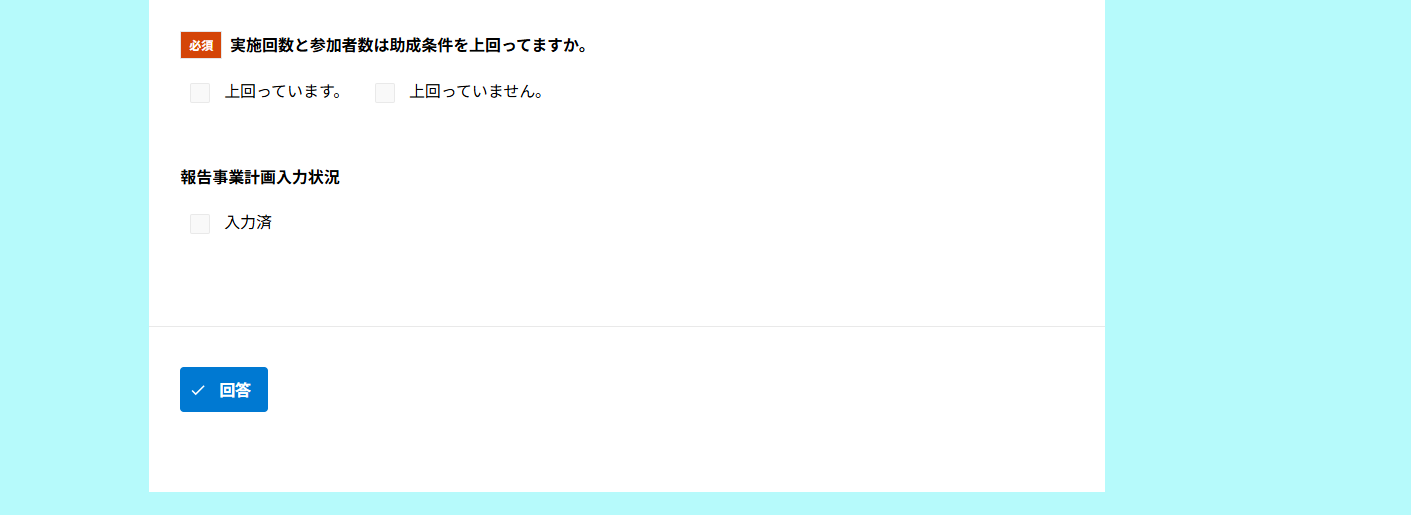 必須 実施回数と参加者数は助成条件を上回ってますか。
上回っています。 上回っていません。
報告事業計画入力状況
入力済
回答